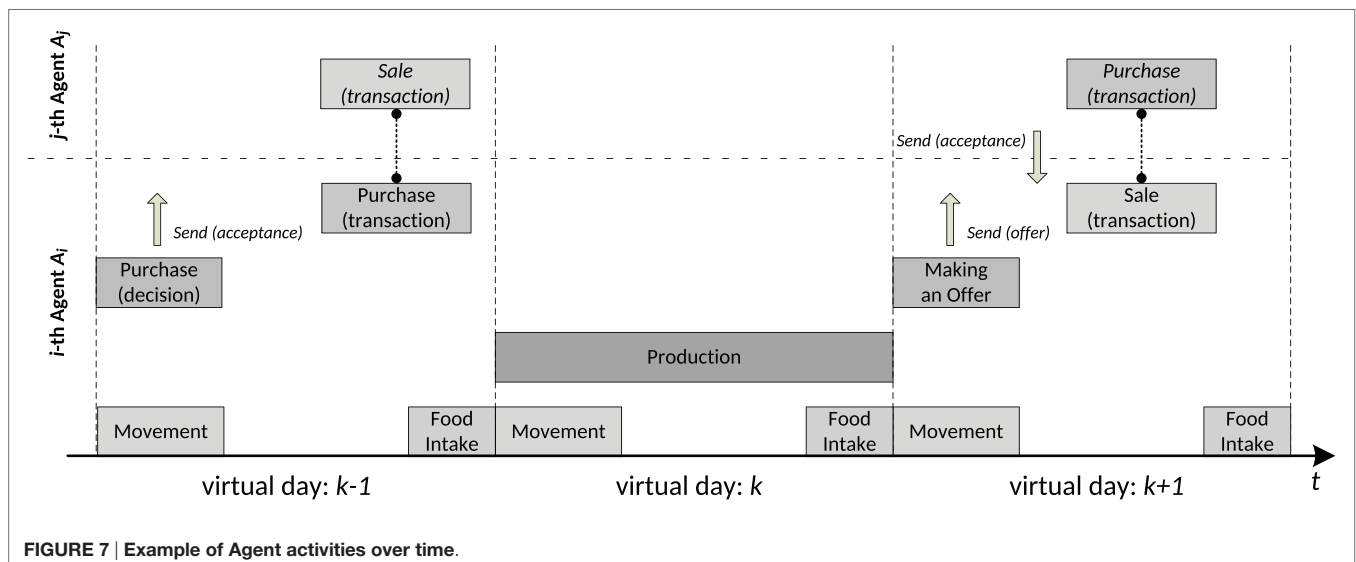 j-th Agent Aj
Sale
(transaction)
Purchase
(transaction)
Send (acceptance)
Purchase
(transaction)
Sale
(transaction)
Send (acceptance)
Send (offer)
i-th Agent Ai
Purchase
(decision)
Making
an Offer
Production
Movement
Food
Intake
Movement
Food
Intake
Movement
Food
Intake
virtual day: k-1
virtual day: k
virtual day: k+1
t
FIGURE 7 | Example of Agent activities over time.